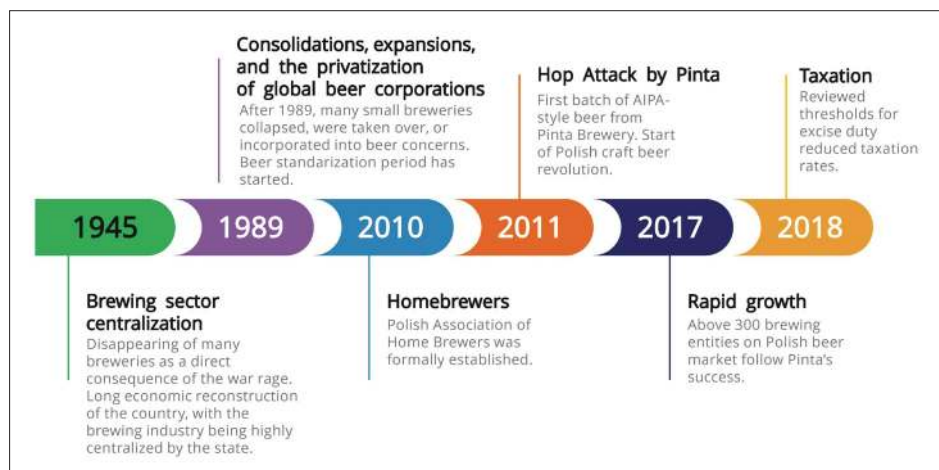 Consolidations, expansions,
and the privatization
of global beer corporations
After 1989, many small breweries
collapsed, were taken over, or
incorporated into beer concerns.
Beer standarization period has
started.
Hop Attack by Pinta
First batch of AIPA-
style beer from
Pinta Brewery. Start
of Polish craft beer
revolution.
Taxation
Reviewed
thresholds for
excise duty
reduced taxation
rates.
1945
1989
2010
2011
2017
2018
Brewing sector
centralization
Disappearing of many
breweries as a direct
consequence of the war rage.
Long economic reconstruction
of the country, with the
brewing industry being highly
centralized by the state.
Homebrewers
Polish Association of
Home Brewers was
formally established.
Rapid growth
Above 300 brewing
entities on Polish beer
market follow Pinta's
success.